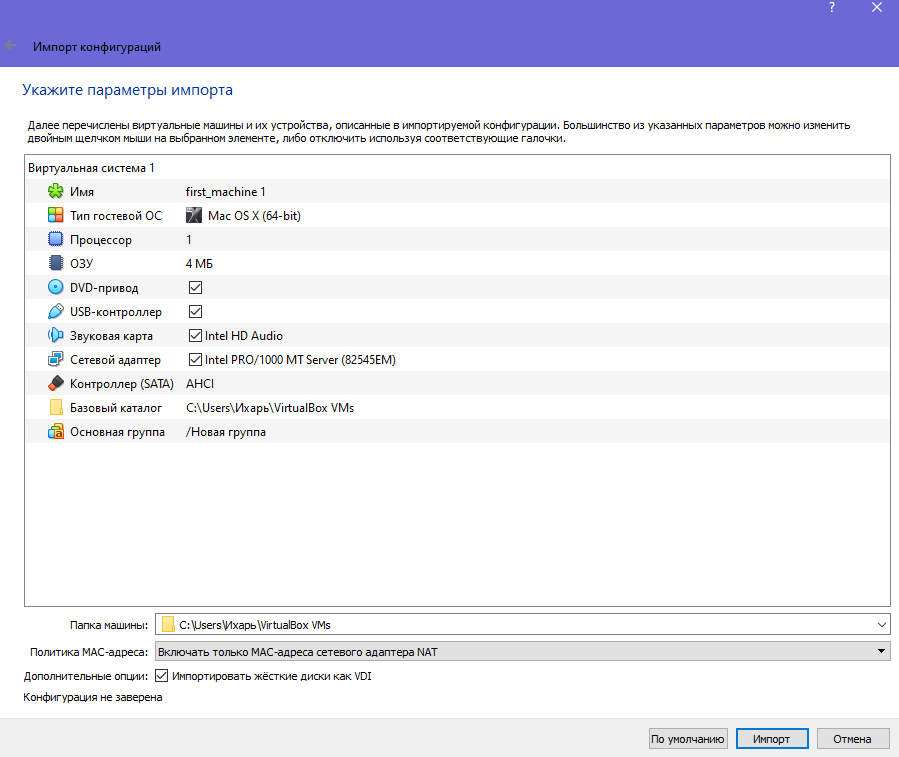 ?
Импорт конфигураций
Укажите параметры импорта
Далее перечислены виртуальные машины и их устройства, описанные в импортируемой конфигурации. Большинство из указанных параметров можно изменить
двойным щелчком мыши на выбранном элементе, либо отключить используя соответствующие галочки.
Виртуальная система 1
Имя first_machine 1
Тип гостевой ОС Mac OS X (64-bit)
Процессор 1
ОЗУ 4 МБ
DVD-привод
USB-контроллер
Звуковая карта Intel HD Audio
Сетевой адаптер Intel PRO/1000 MT Server (82545EM)
Контроллер (SATA) AHCI
Базовый каталог C:\Users\Ихарь\VirtualBox VMs
Основная группа /Новая группа
Папка машины: C:\Users\Ихарь\VirtualBox VMs
Политика MAC-адреса: Включать только MAC-адреса сетевого адаптера NAT
Дополнительные опции: Импортировать жёсткие диски как VDI
Конфигурация не заверена
По умолчанию Импорт Отмена